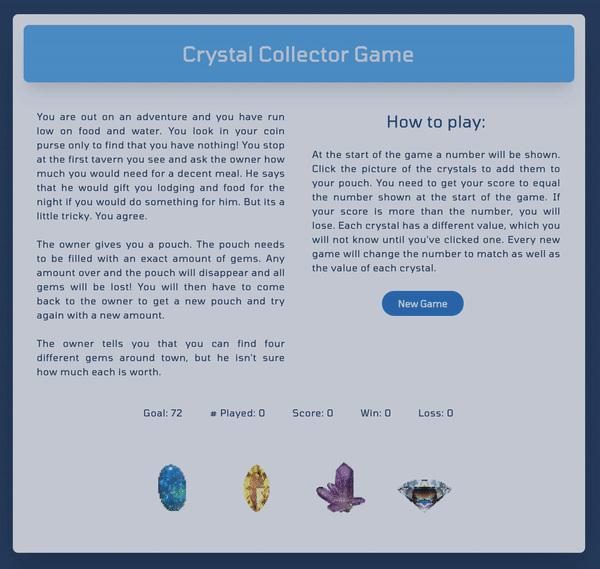 Crystal Collector Game
You are out on an adventure and you have run
low on food and water. You look in your coin
purse only to find that you have nothing! You stop
at the first tavern you see and ask the owner how
much you would need for a decent meal. He says
that he would gift you lodging and food for the
night if you would do something for him. But its a
little tricky. You agree.
The owner gives you a pouch. The pouch needs
to be filled with an exact amount of gems. Any
amount over and the pouch will disappear and all
gems will be lost! You will then have to come
back to the owner to get a new pouch and try
again with a new amount.
The owner tells you that you can find four
different gems around town, but he isn't sure
how much each is worth.
How to play:
At the start of the game a number will be shown.
Click the picture of the crystals to add them to
your pouch. You need to get your score to equal
the number shown at the start of the game. If
your score is more than the number, you will
lose. Each crystal has a different value, which you
will not know until you've clicked one. Every new
game will change the number to match as well as
the value of each crystal.
New Game
Goal: 72 # Played: 0 Score: 0 Win: 0 Loss: 0